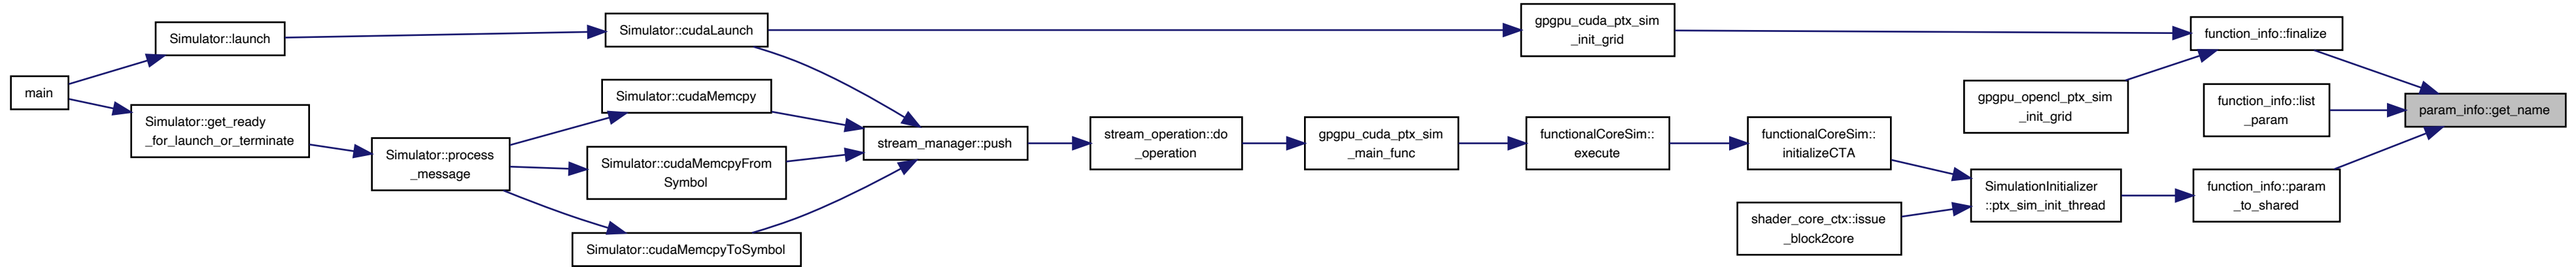 main
Simulator::launch
Simulator::get_ready
_for_launch_or_terminate
Simulator::process
_message
Simulator::cudaLaunch
Simulator::cudaMemcpy
Simulator::cudaMemcpyFrom
Symbol
Simulator::cudaMemcpyToSymbol
stream_manager::push
stream_operation::do
_operation
gpgpu_cuda_ptx_sim
_main_func
gpgpu_cuda_ptx_sim
_init_grid
functionalCoreSim::
execute
functionalCoreSim::
initializeCTA
shader_core_ctx::issue
_block2core
gpgpu_opencl_ptx_sim
_init_grid
SimulationInitializer
::ptx_sim_init_thread
function_info::finalize
function_info::list
_param
function_info::param
_to_shared
param_info::get_name